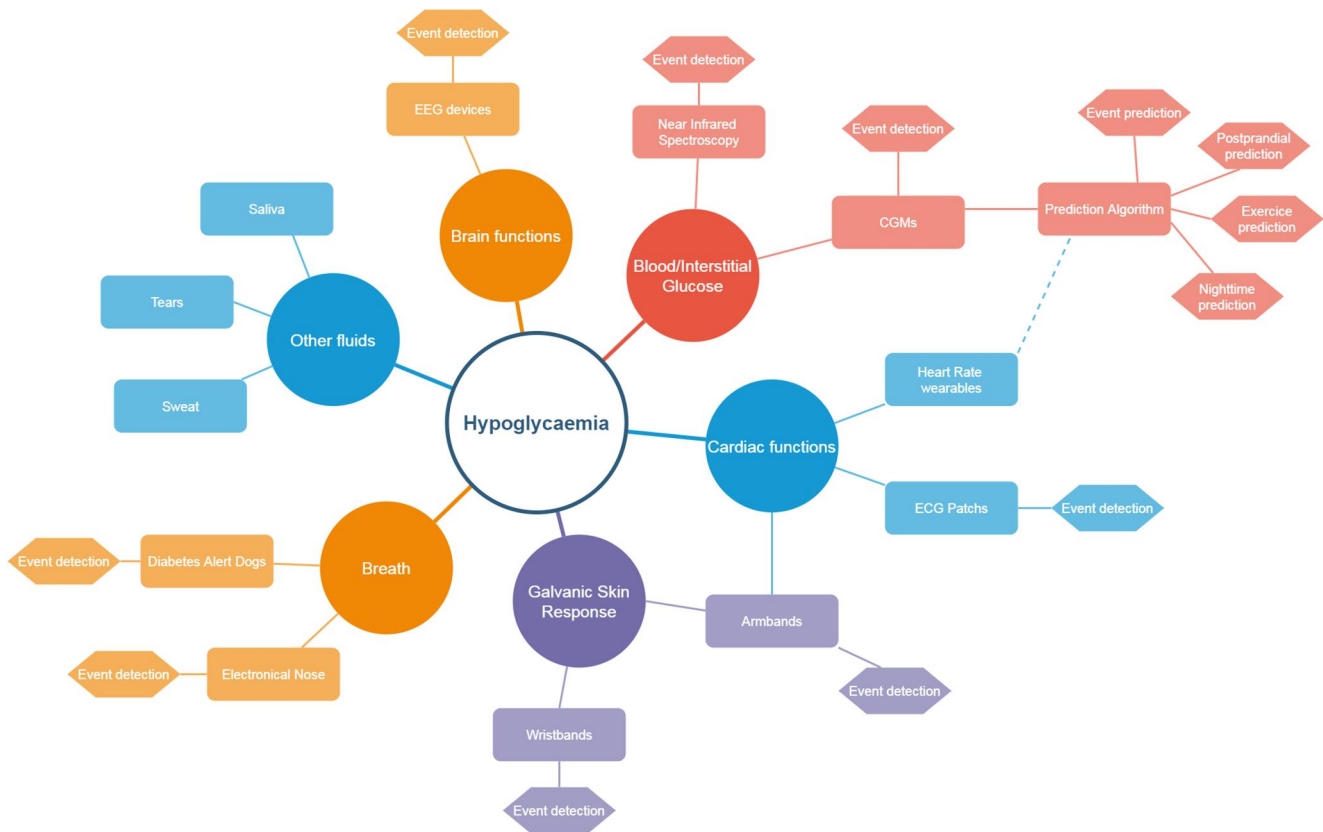 Event detection
EEG devices
Brain functions
Event detection
Near Infrared
Spectroscopy
Blood/Interstitial
Glucose
Event detection
CGMs
Event prediction
Postprandial
prediction
Prediction Algorithm
Exercice
prediction
Nighttime
prediction
Saliva
Tears
Sweat
Other fluids
Hypoglycaemia
Heart Rate
wearables
Cardiac functions
ECG Patchs
Event detection
Event detection
Diabetes Alert Dogs
Breath
Event detection
Electronical Nose
Galvanic Skin
Response
Armbands
Event detection
Wristbands
Event detection